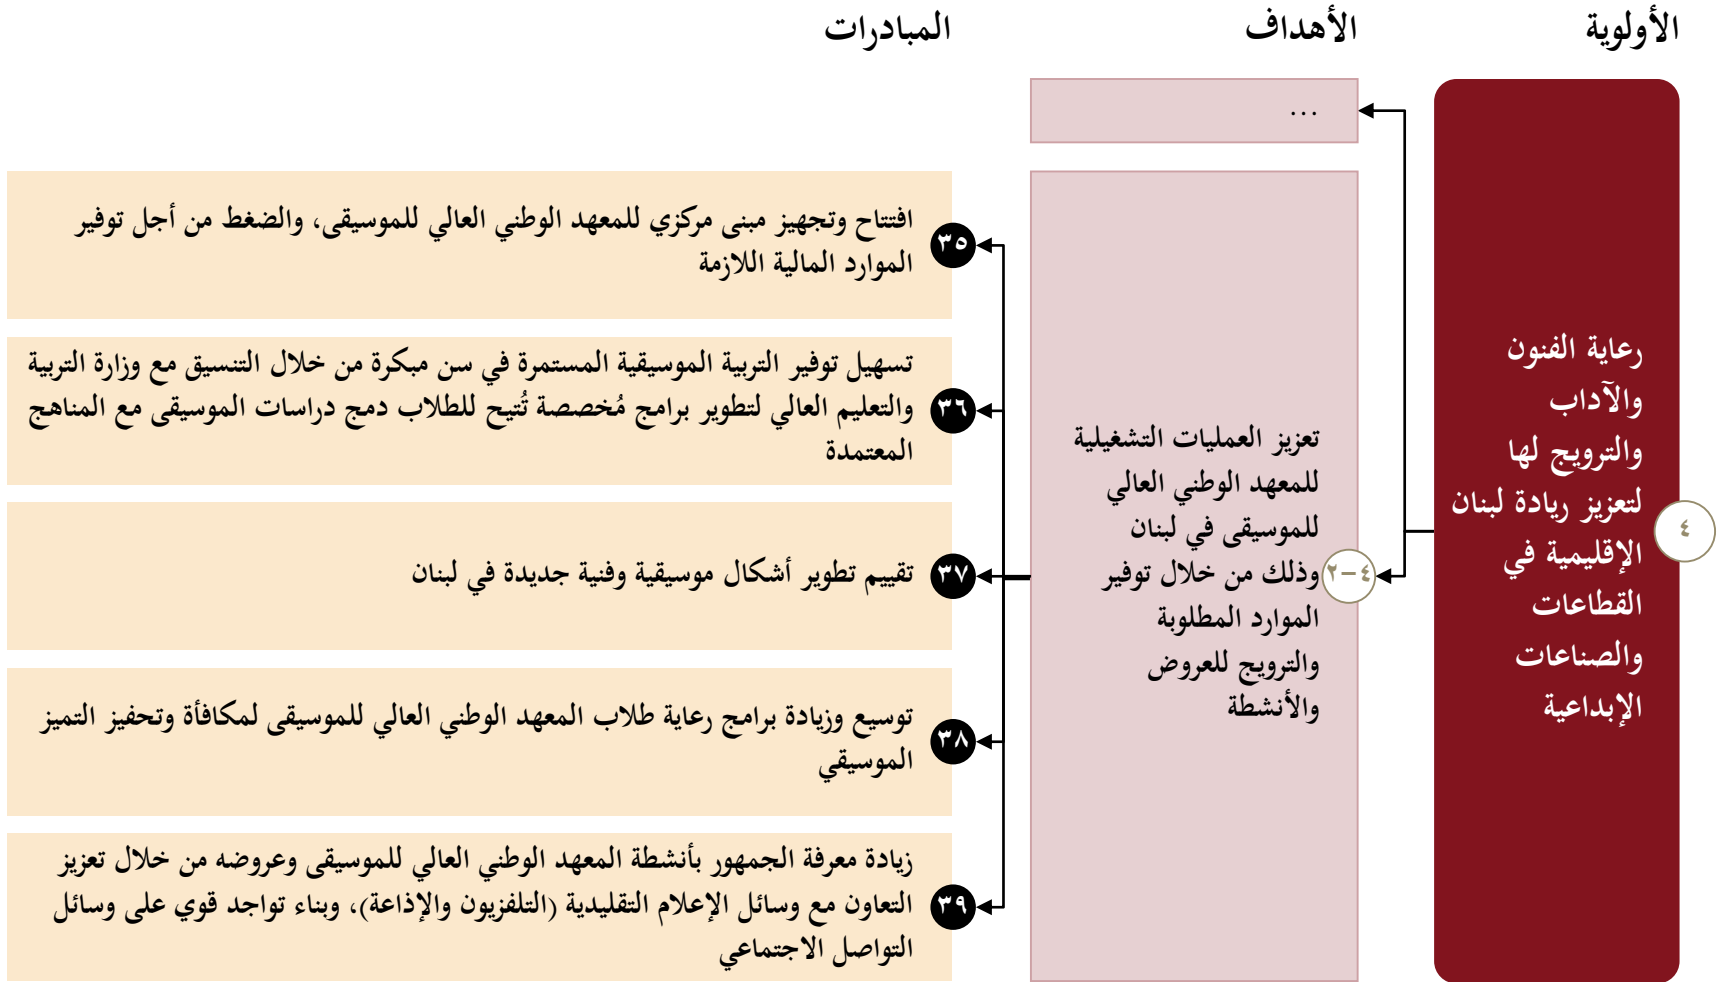 الأولوية
الأهداف
المبادرات
رعاية الفنون
والآداب
والترويج لها
لتعزيز ريادة لبنان
الإقليمية في
القطاعات
والصناعات
الإبداعية
٤
...
تعزيز العمليات التشغيلية
للمعهد الوطني العالي
للموسيقى في لبنان
وذلك من خلال توفير
الموارد المطلوبة
والترويج للعروض
والأنشطة
٤-٢
٣٥
افتتاح وتجهيز مبنى مركزي للمعهد الوطني العالي للموسيقى، والضغط من أجل توفير
الموارد المالية اللازمة
٣٦
تسهيل توفير التربية الموسيقية المستمرة في سن مبكرة من خلال التنسيق مع وزارة التربية
والتعليم العالي لتطوير برامج مُخصصة تُتيح للطلاب دمج دراسات الموسيقى مع المناهج
المعتمدة
٣٧
تقييم تطوير أشكال موسيقية وفنية جديدة في لبنان
٣٨
توسيع وزيادة برامج رعاية طلاب المعهد الوطني العالي للموسيقى لمكافأة وتحفيز التميز
الموسيقي
٣٩
زيادة معرفة الجمهور بأنشطة المعهد الوطني العالي للموسيقى وعروضه من خلال تعزيز
التعاون مع وسائل الإعلام التقليدية (التلفزيون والإذاعة)، وبناء تواجد قوي على وسائل
التواصل الاجتماعي